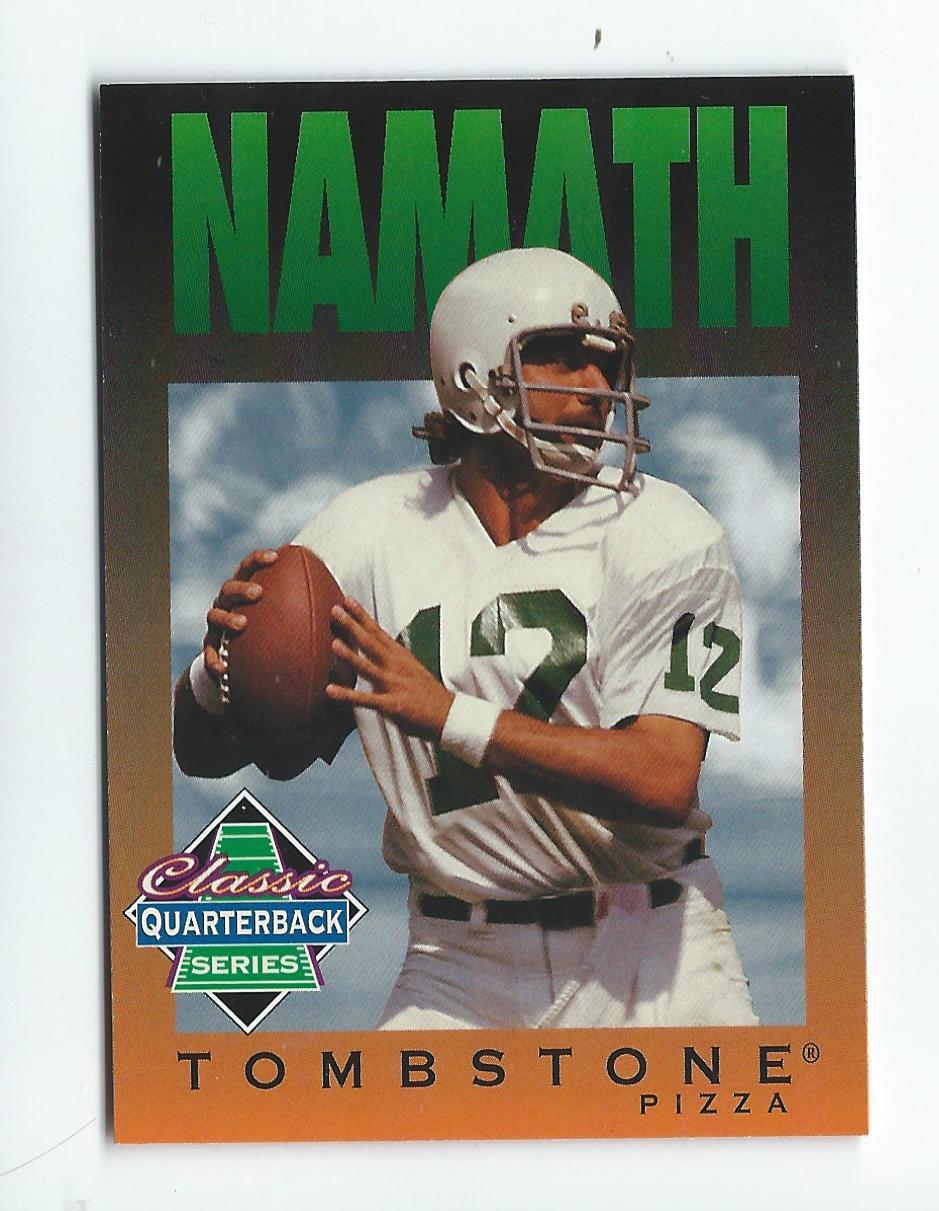 NAMATH
12
12
Classic
QUARTERBACK
SERIES
TOMBSTONE®
PIZZA